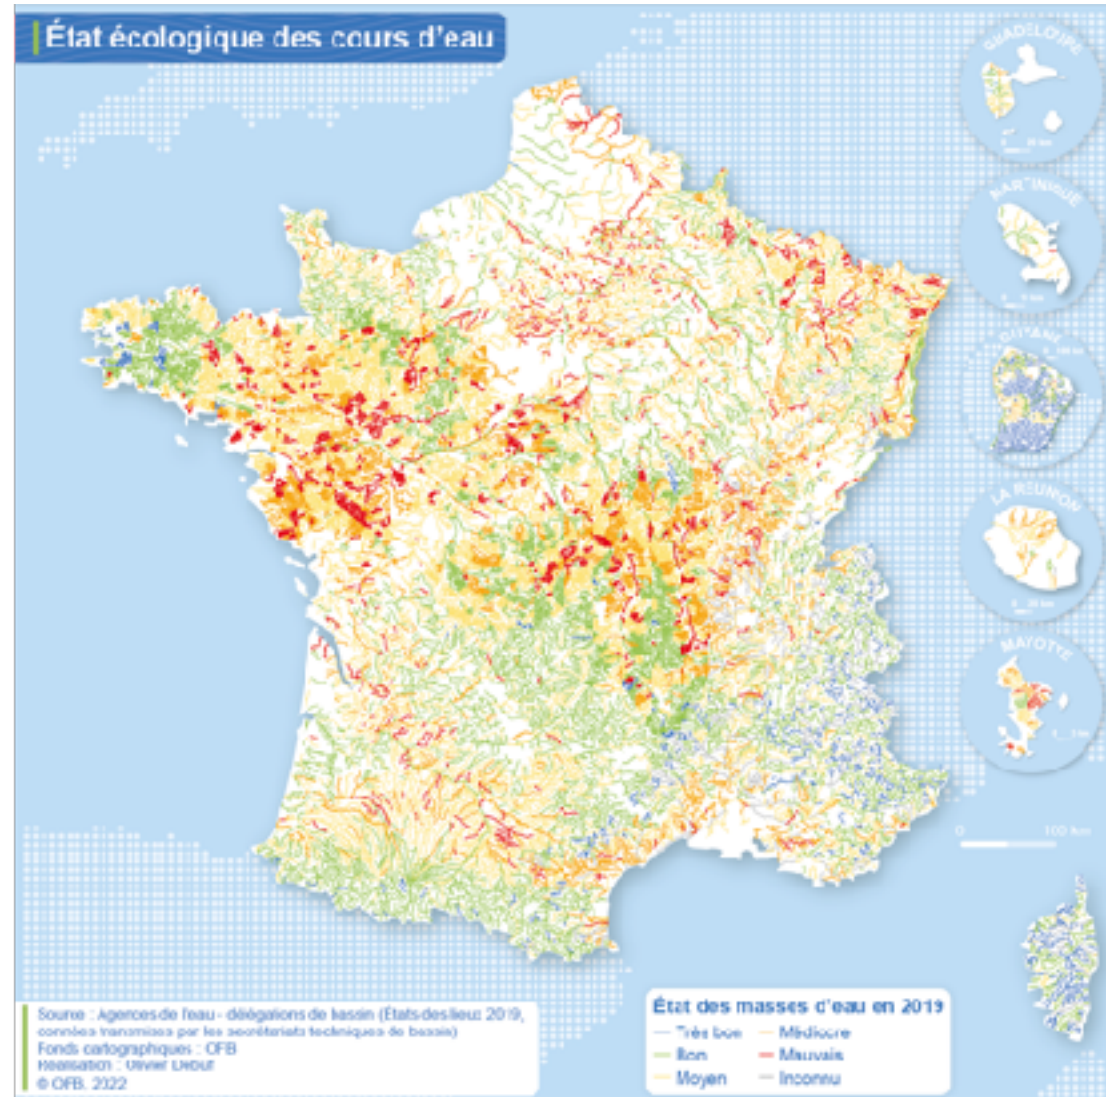 État écologique des cours d'eau
GUADELOUPE
MARTINIQUE
GUYANE
LA RÉUNION
MAYOTTE
0 100 km
Source : Agences de l'eau - délégations de bassin (États des lieux 2019,
données transmises par les secrétariats techniques de bassin)
Fonds cartographiques : OFB
Réalisation : Olivier Debuf
© OFB, 2022
État des masses d'eau en 2019
Très bon
Médiocre
Bon
Mauvais
Moyen
Inconnu